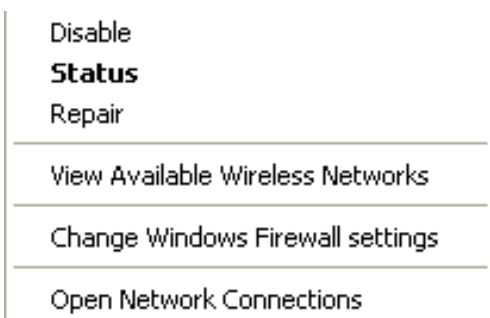 Disable
Status
Repair
View Available Wireless Networks
Change Windows Firewall settings
Open Network Connections